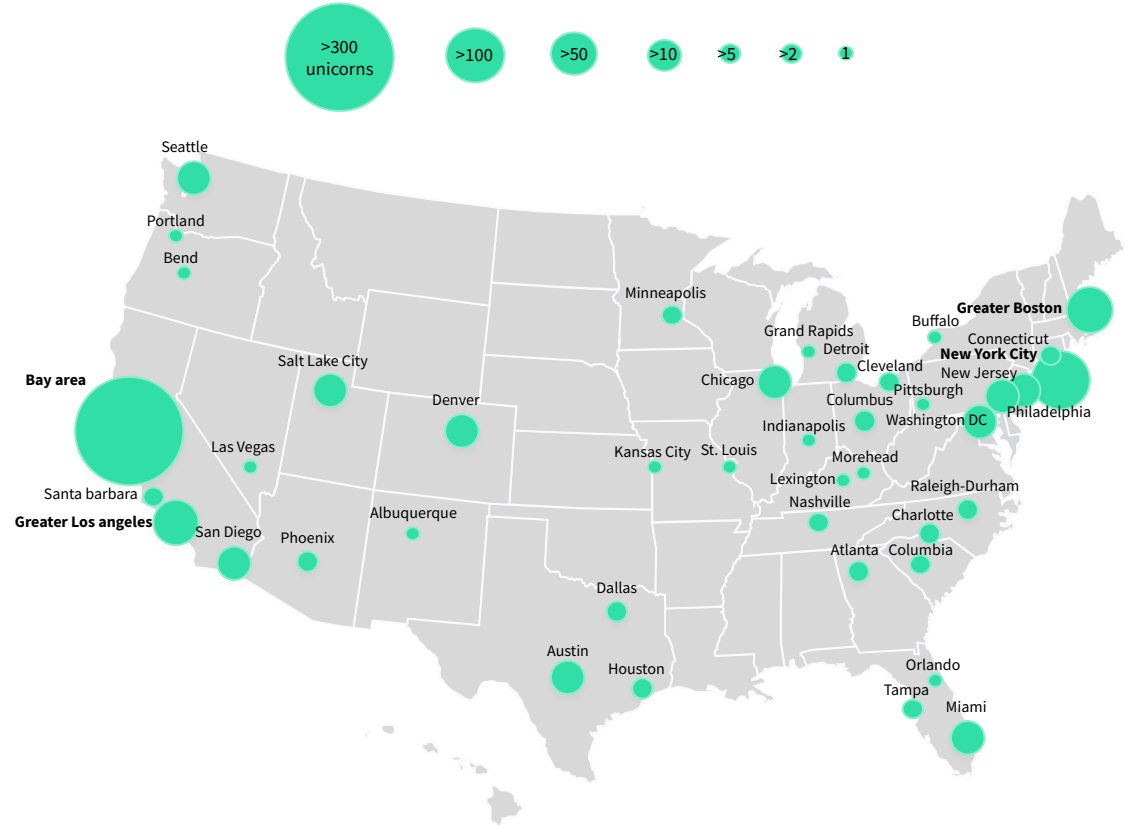 >300
unicorns
>100
>50
>10
>5
>2
1
Seattle
Portland
Bend
Minneapolis
Greater Boston
Buffalo
Grand Rapids
Connecticut
Detroit
New York City
Salt Lake City
Cleveland
New Jersey
Bay area
Chicago
Pittsburgh
Denver
Columbus
Philadelphia
Washington DC
Indianapolis
Las Vegas
Kansas City
St. Louis
Morehead
Lexington
Santa barbara
Raleigh-Durham
Nashville
Albuquerque
Charlotte
Greater Los angeles
San Diego
Phoenix
Atlanta
Columbia
Dallas
Austin
Orlando
Houston
Tampa
Miami